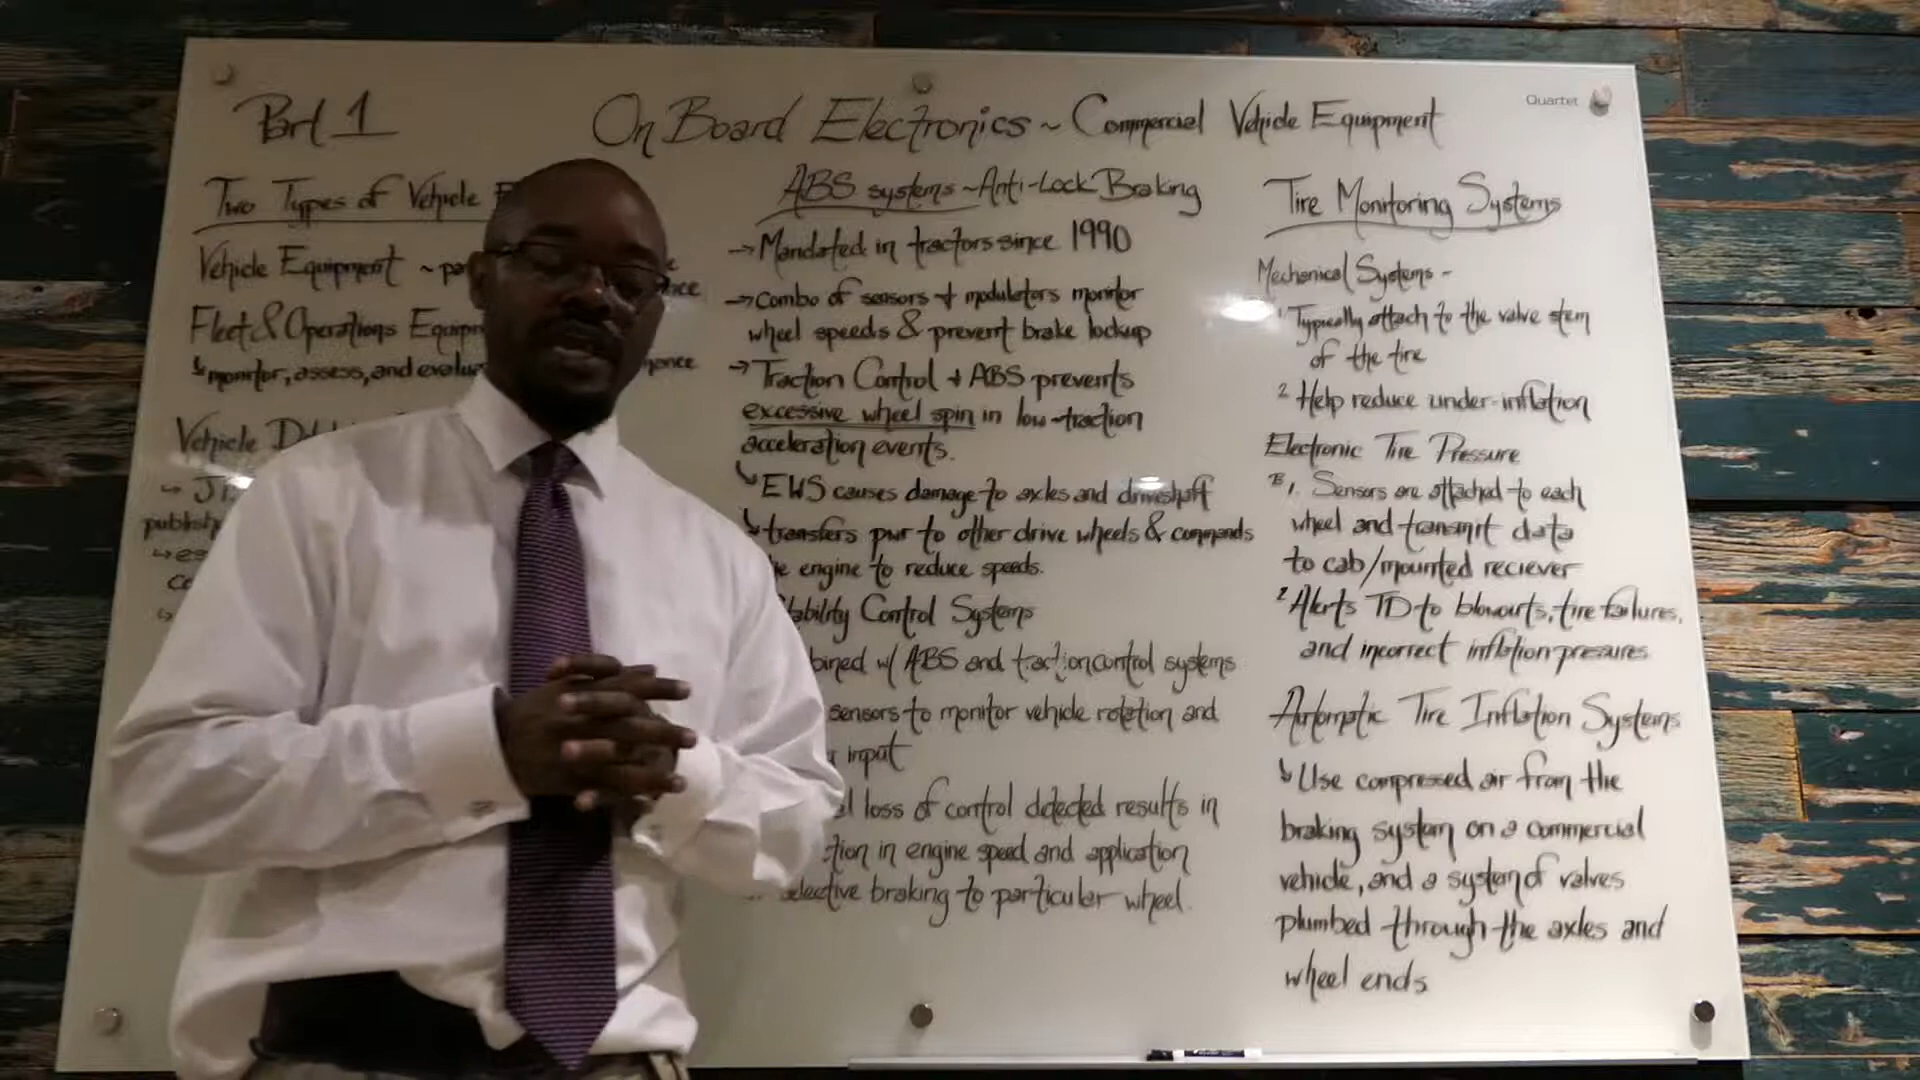 Part 1
On Board Electronics ~ Commercial Vehicle Equipment
Quartet
Two Types of Vehicle
Vehicle Equipment ~
Fleet & Operations
↳ monitor, assess, and
Vehicle
ABS systems ~ Anti-Lock Braking
→ Mandated in tractors since 1990
→ Combo of sensors + modulators monitor
wheel speeds & prevent brake lockup
→ Traction Control + ABS prevents
excessive wheel spin in low-traction
acceleration events.
↳ EWS causes damage to axles and driveshaft
↳ transfers pwr to other drive wheels & commands
engine to reduce speeds.
Control Systems
w/ ABS and traction control systems
sensors to monitor vehicle rotation and
input
loss of control detected results in
in engine speed and application
braking to particular wheel.
Tire Monitoring Systems
Mechanical Systems -
1 Typically attach to the valve stem
of the tire
2 Help reduce under-inflation
Electronic Tire Pressure
B 1. Sensors are attached to each
wheel and transmit data
to cab/mounted reciever
2 Alerts TD to blowouts, tire failures,
and incorrect inflation pressures
Automatic Tire Inflation Systems
↳ Use compressed air from the
braking system on a commercial
vehicle, and a system of valves
plumbed through the axles and
wheel ends